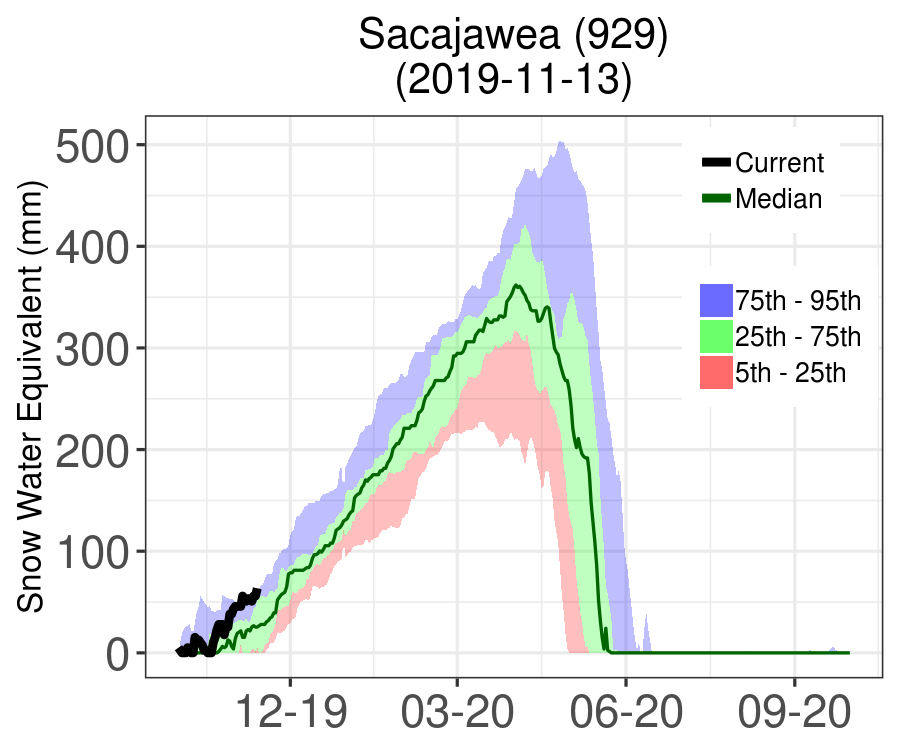 Sacajawea (929)
(2019-11-13)
Snow Water Equivalent (mm)
500
400
300
200
100
0
12-19
03-20
06-20
09-20
Current
Median
75th - 95th
25th - 75th
5th - 25th